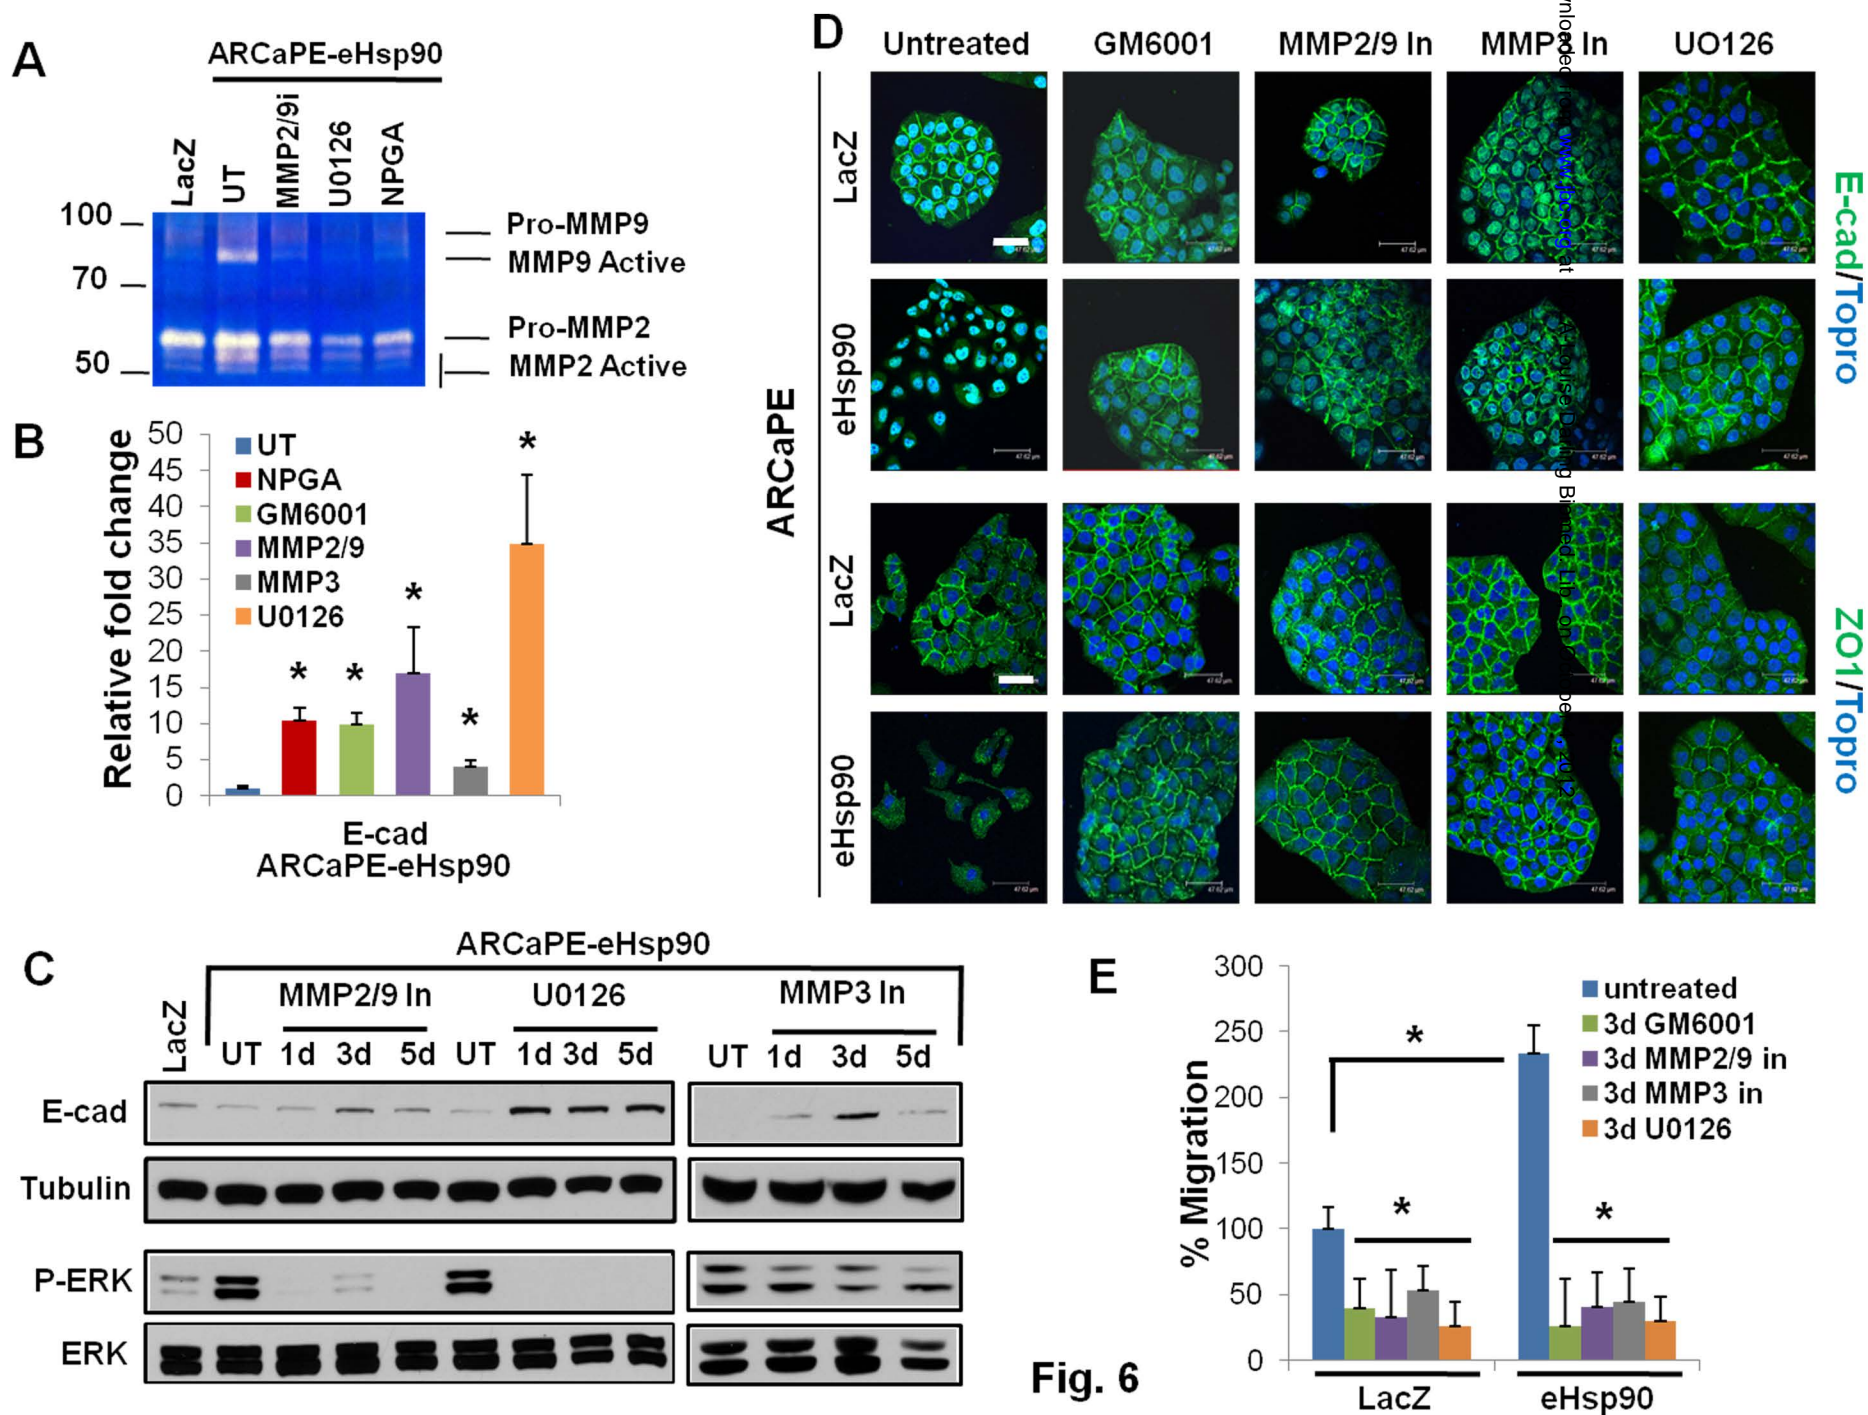 A
ARCaPE-eHsp90
LacZ
UT
MMP2/9i
U0126
NPGA
100
70
50
Pro-MMP9
MMP9 Active
Pro-MMP2
MMP2 Active
B
Relative fold change
50
45
40
35
30
25
20
15
10
5
0
UT
NPGA
GM6001
MMP2/9
MMP3
U0126
*
*
*
*
*
E-cad
ARCaPE-eHsp90
C
ARCaPE-eHsp90
LacZ
MMP2/9 In
U0126
MMP3 In
UT 1d 3d 5d UT 1d 3d 5d UT 1d 3d 5d
E-cad
Tubulin
P-ERK
ERK
D
Untreated GM6001 MMP2/9 In MMP In UO126
ARCaPE
LacZ
eHsp90
LacZ
eHsp90
47.62 µm
E-cad/Topro
ZO1/Topro
E
% Migration
300
250
200
150
100
50
0
untreated
3d GM6001
3d MMP2/9 in
3d MMP3 in
3d U0126
*
*
*
LacZ
eHsp90
Fig. 6